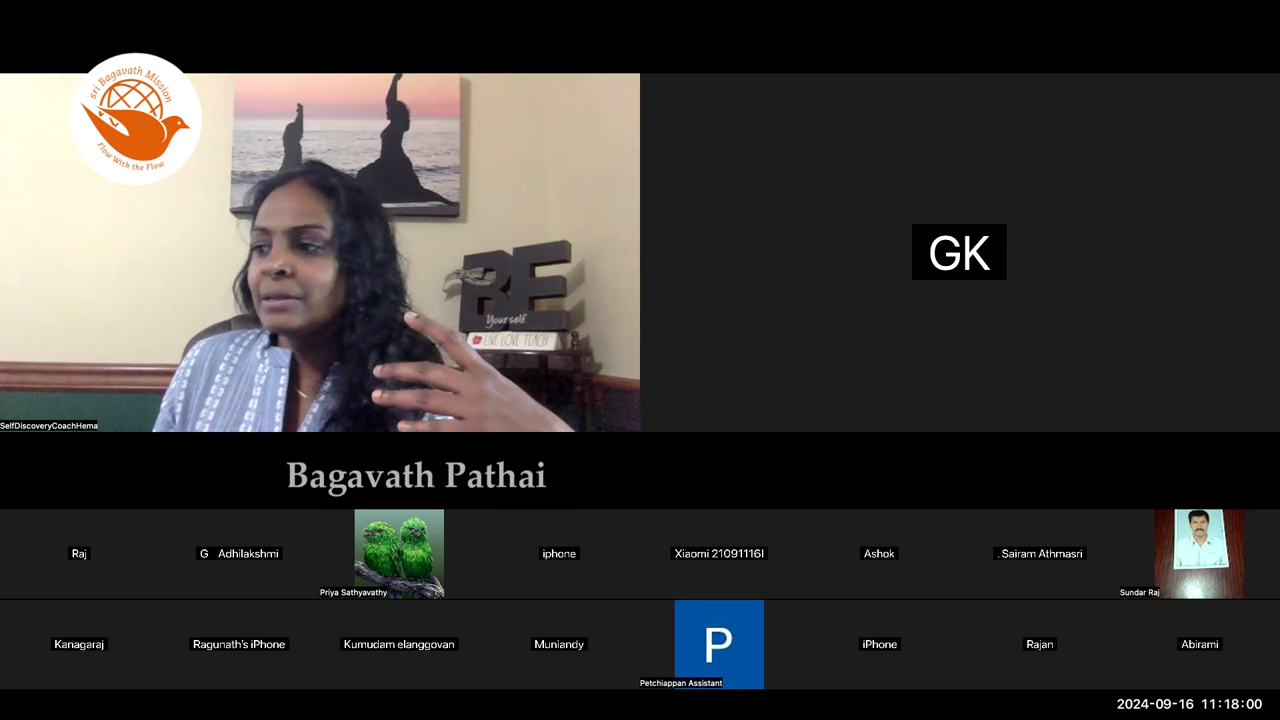 sri Bagavath Mission
Flow With the Flow
BE
Yourself
LIVE LOVE TEACH
GK
SelfDiscoveryCoachHema
Bagavath Pathai
Raj
G Adhilakshmi
Priya Sathyavathy
iphone
Xiaomi 21091116I
Ashok
. Sairam Athmasri
Sundar Raj
Kanagaraj
Ragunath's iPhone
Kumudam elanggovan
Muniandy
P
Petchiappan Assistant
iPhone
Rajan
Abirami
2024-09-16 11:18:00